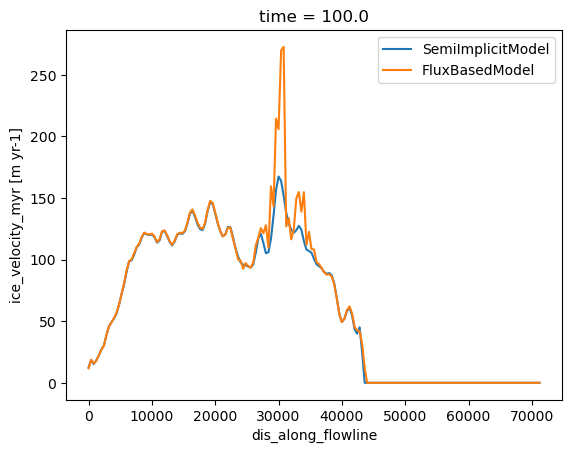 time = 100.0
SemiImplicitModel
FluxBasedModel
ice_velocity_myr [m yr-1]
250
200
150
100
50
0
0 10000 20000 30000 40000 50000 60000 70000
dis_along_flowline